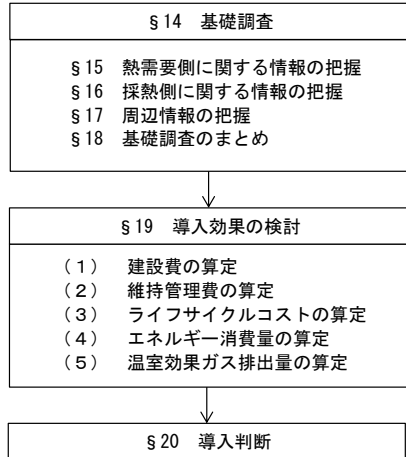 §14 基礎調査
§15 熱需要側に関する情報の把握
§16 採熱側に関する情報の把握
§17 周辺情報の把握
§18 基礎調査のまとめ
§19 導入効果の検討
（１） 建設費の算定
（２） 維持管理費の算定
（３） ライフサイクルコストの算定
（４） エネルギー消費量の算定
（５） 温室効果ガス排出量の算定
§20 導入判断